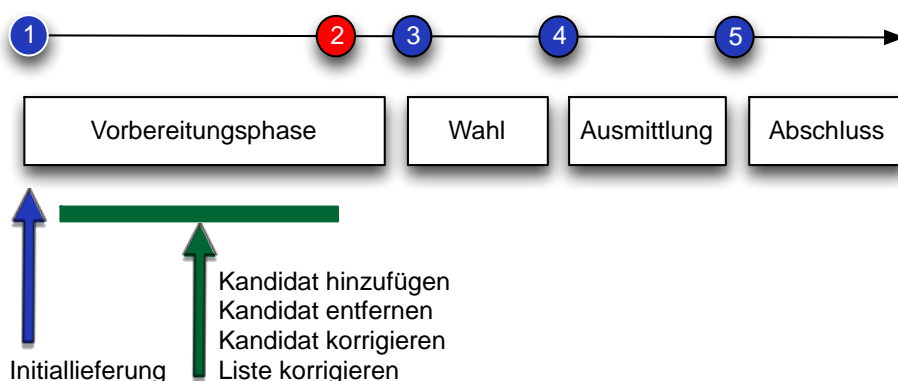 1 2 3 4 5
Vorbereitungsphase Wahl Ausmittlung Abschluss
Kandidat hinzufügen
Kandidat entfernen
Kandidat korrigieren
Initiallieferung Liste korrigieren